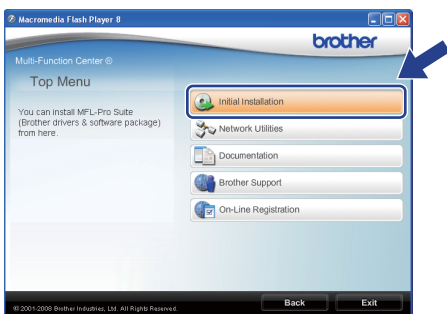 Macromedia Flash Player 8
brother
Multi-Function Center ®
Top Menu
You can install MFL-Pro Suite
(Brother drivers & software package)
from here.
Initial Installation
Network Utilities
Documentation
Brother Support
On-Line Registration
© 2001-2008 Brother Industries, Ltd. All Rights Reserved.
Back
Exit